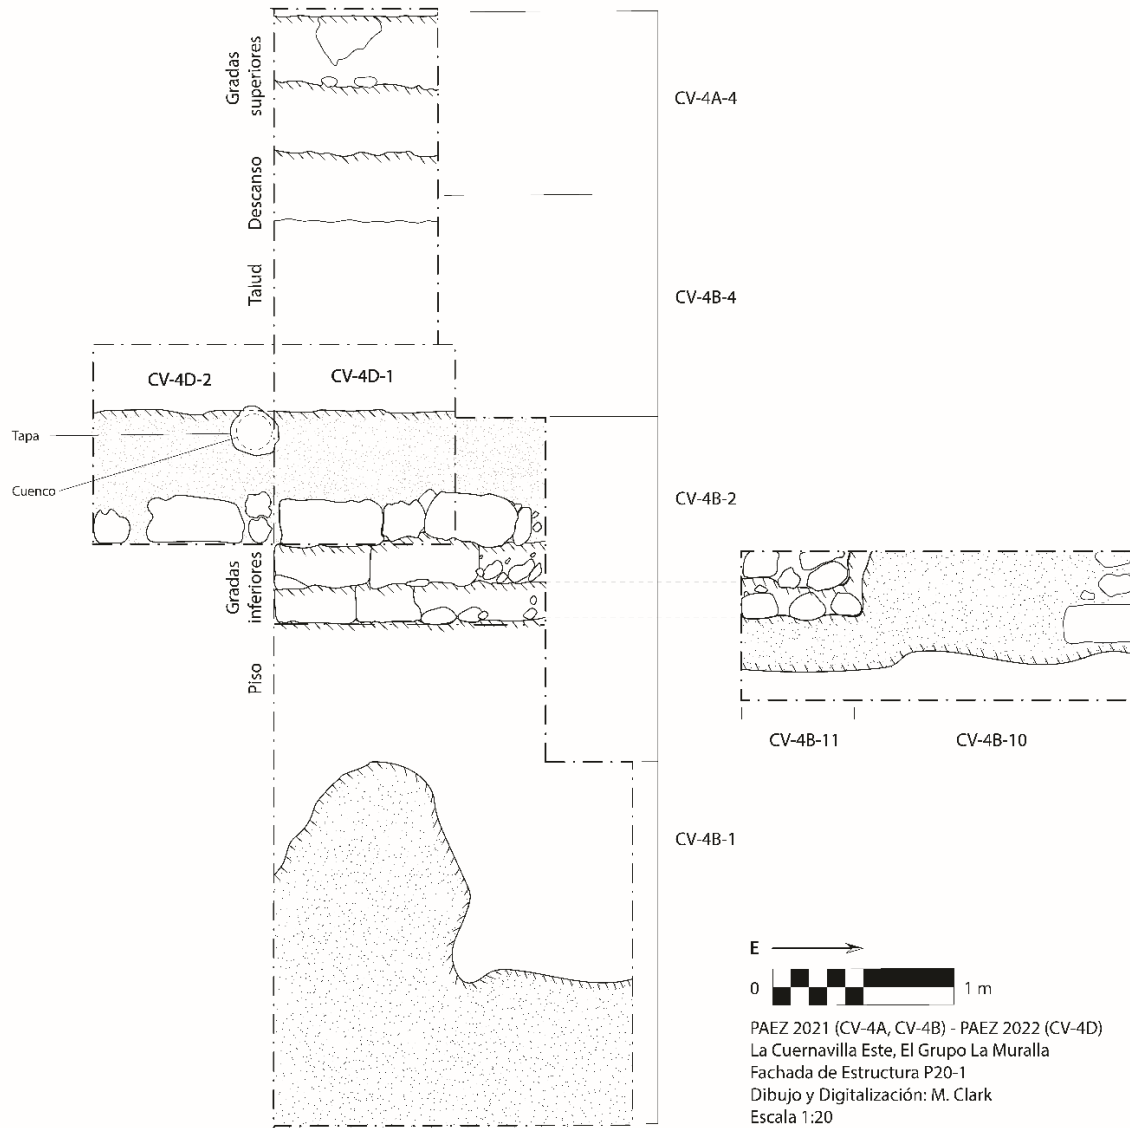 Gradas
superiores
CV-4A-4
Descanso
Talud
CV-4B-4
CV-4D-2
CV-4D-1
Tapa
Cuenco
CV-4B-2
Gradas
inferiores
Piso
CV-4B-11
CV-4B-10
CV-4B-1
E
0
1 m
PAEZ 2021 (CV-4A, CV-4B) - PAEZ 2022 (CV-4D)
La Cuernavilla Este, El Grupo La Muralla
Fachada de Estructura P20-1
Dibujo y Digitalización: M. Clark
Escala 1:20